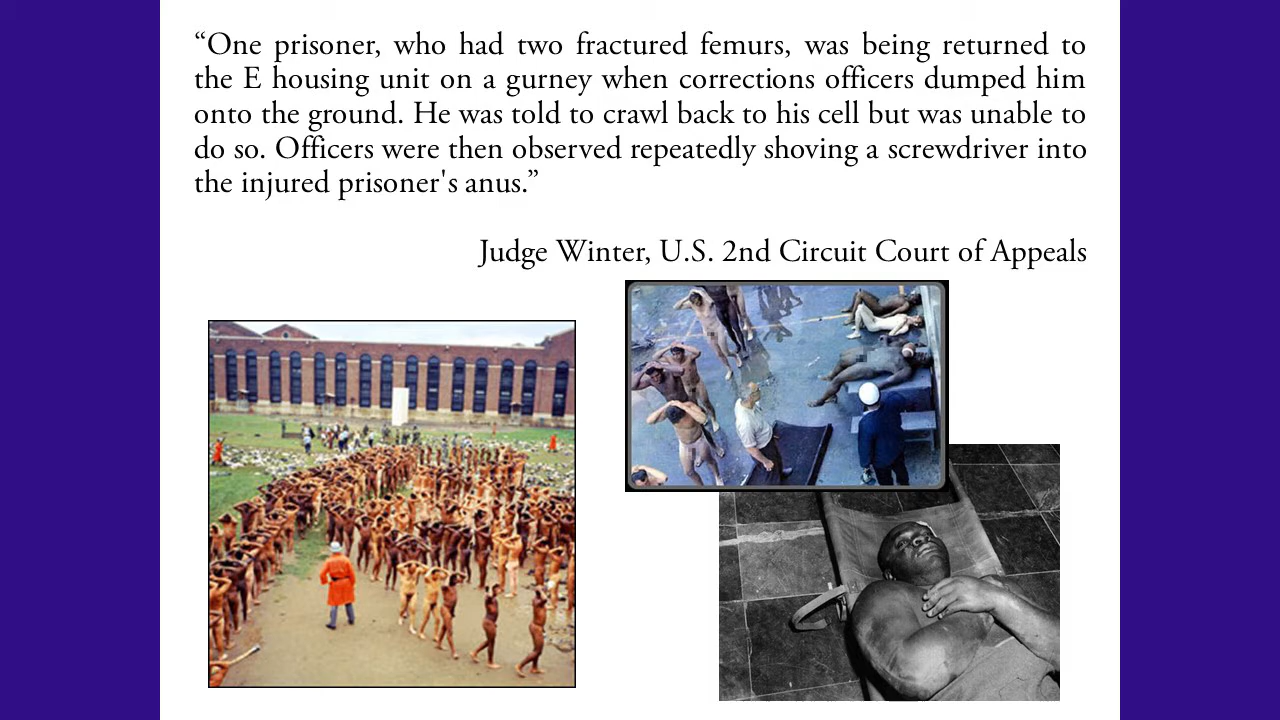 “One prisoner, who had two fractured femurs, was being returned to
the E housing unit on a gurney when corrections officers dumped him
onto the ground. He was told to crawl back to his cell but was unable to
do so. Officers were then observed repeatedly shoving a screwdriver into
the injured prisoner's anus.”
Judge Winter, U.S. 2nd Circuit Court of Appeals